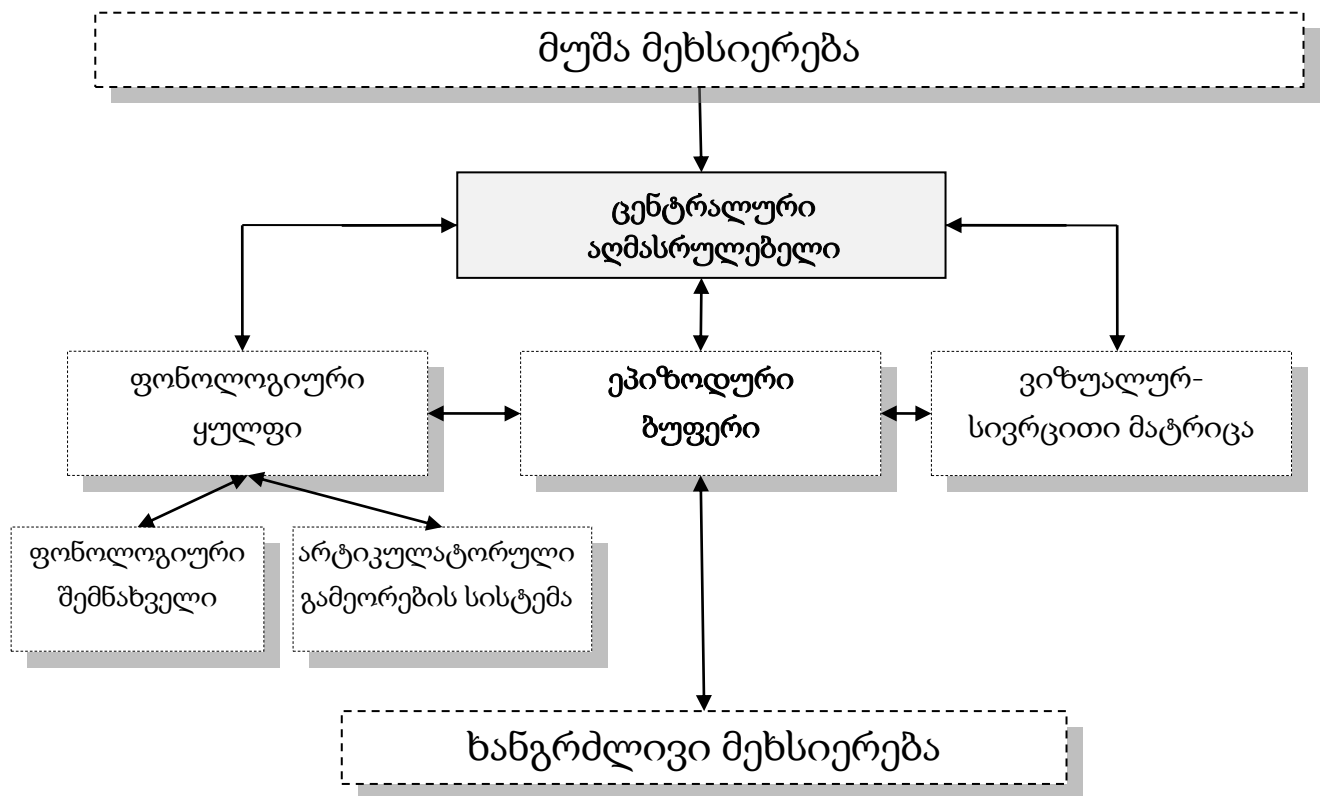 მუშა მეხსიერება
ცენტრალური
აღმასრულებელი
ფონოლოგიური
ყულფი
ეპიზოდური
ბუფერი
ვიზუალურ-
სივრცითი მატრიცა
ფონოლოგიური
შემნახველი
არტიკულატორული
გამეორების სისტემა
ხანგრძლივი მეხსიერება